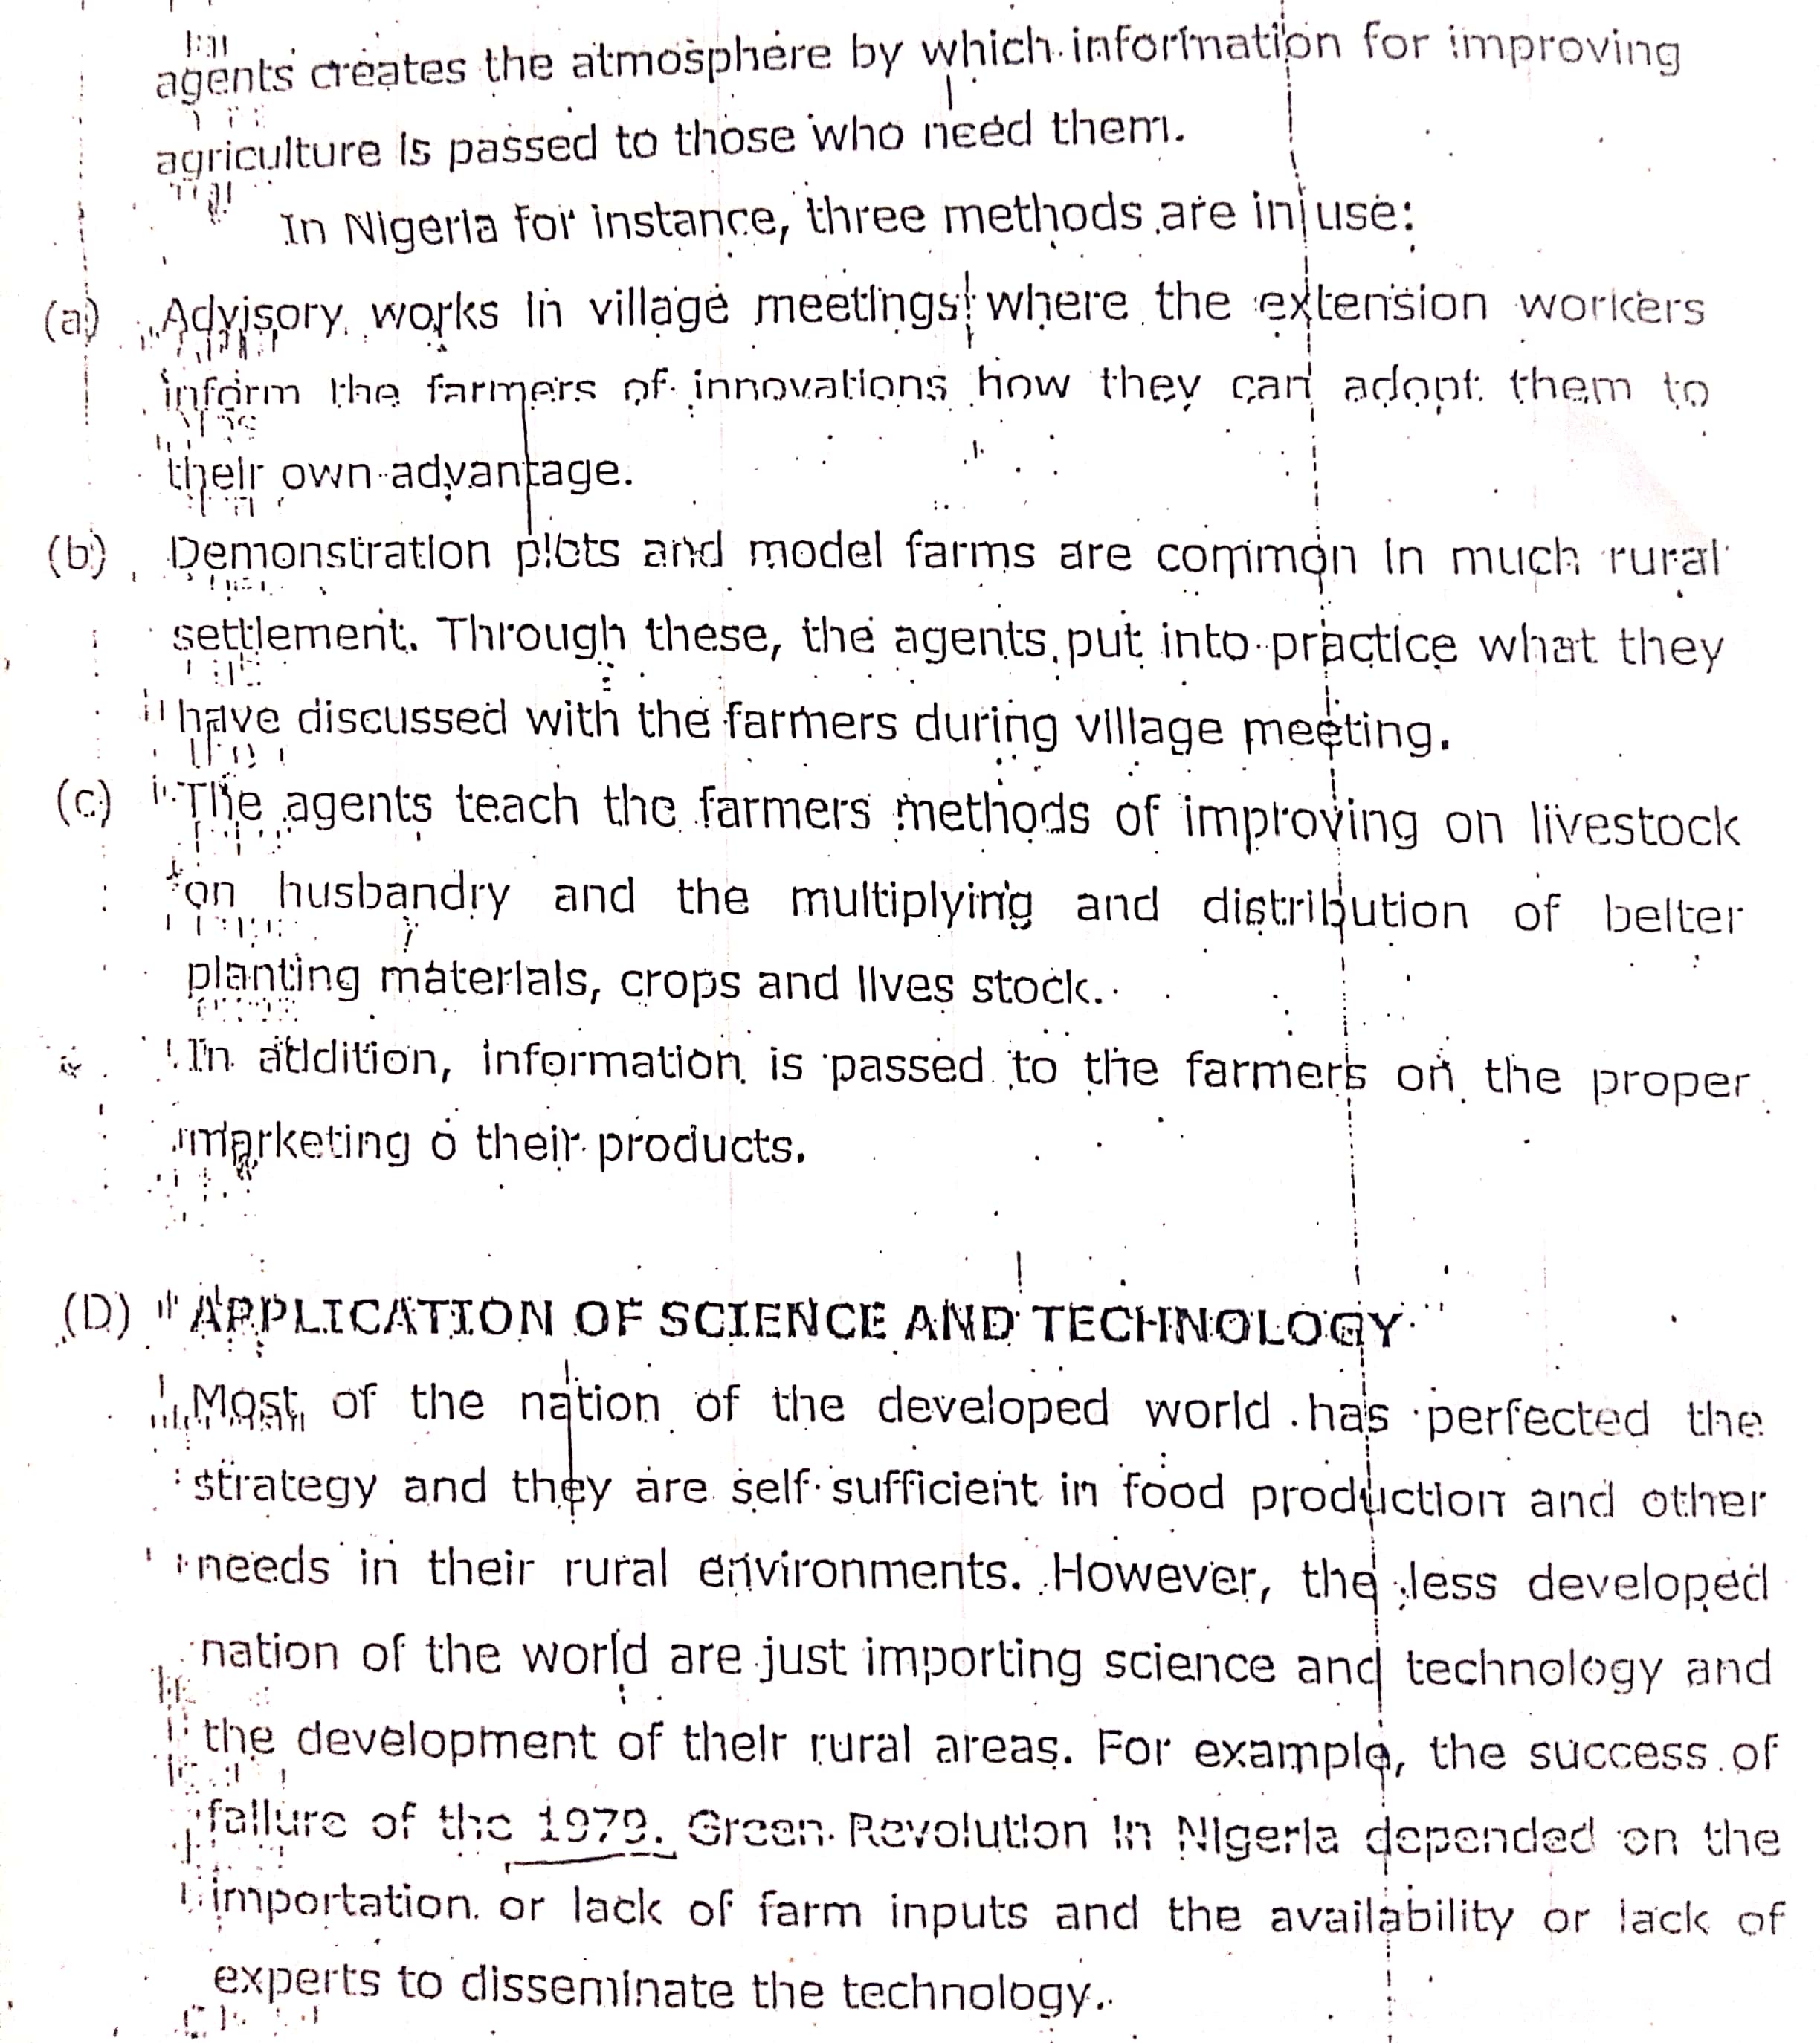 agents creates the atmosphere by which information for improving
agriculture is passed to those who need them.
In Nigeria for instance, three methods are in use:
(a) Advisory works in village meetings where the extension workers
inform the farmers of innovations how they can adopt them to
their own advantage.
(b) Demonstration plots and model farms are common in much rural
settlement. Through these, the agents put into practice what they
have discussed with the farmers during village meeting.
(c) The agents teach the farmers methods of improving on livestock
on husbandry and the multiplying and distribution of better
planting materials, crops and lives stock.
In addition, information is passed to the farmers on the proper
marketing o their products.
(D) APPLICATION OF SCIENCE AND TECHNOLOGY
Most of the nation of the developed world has perfected the
strategy and they are self sufficient in food production and other
needs in their rural environments. However, the less developed
nation of the world are just importing science and technology and
the development of their rural areas. For example, the success of
failure of the 1979. Green Revolution in Nigeria depended on the
importation or lack of farm inputs and the availability or lack of
experts to disseminate the technology.